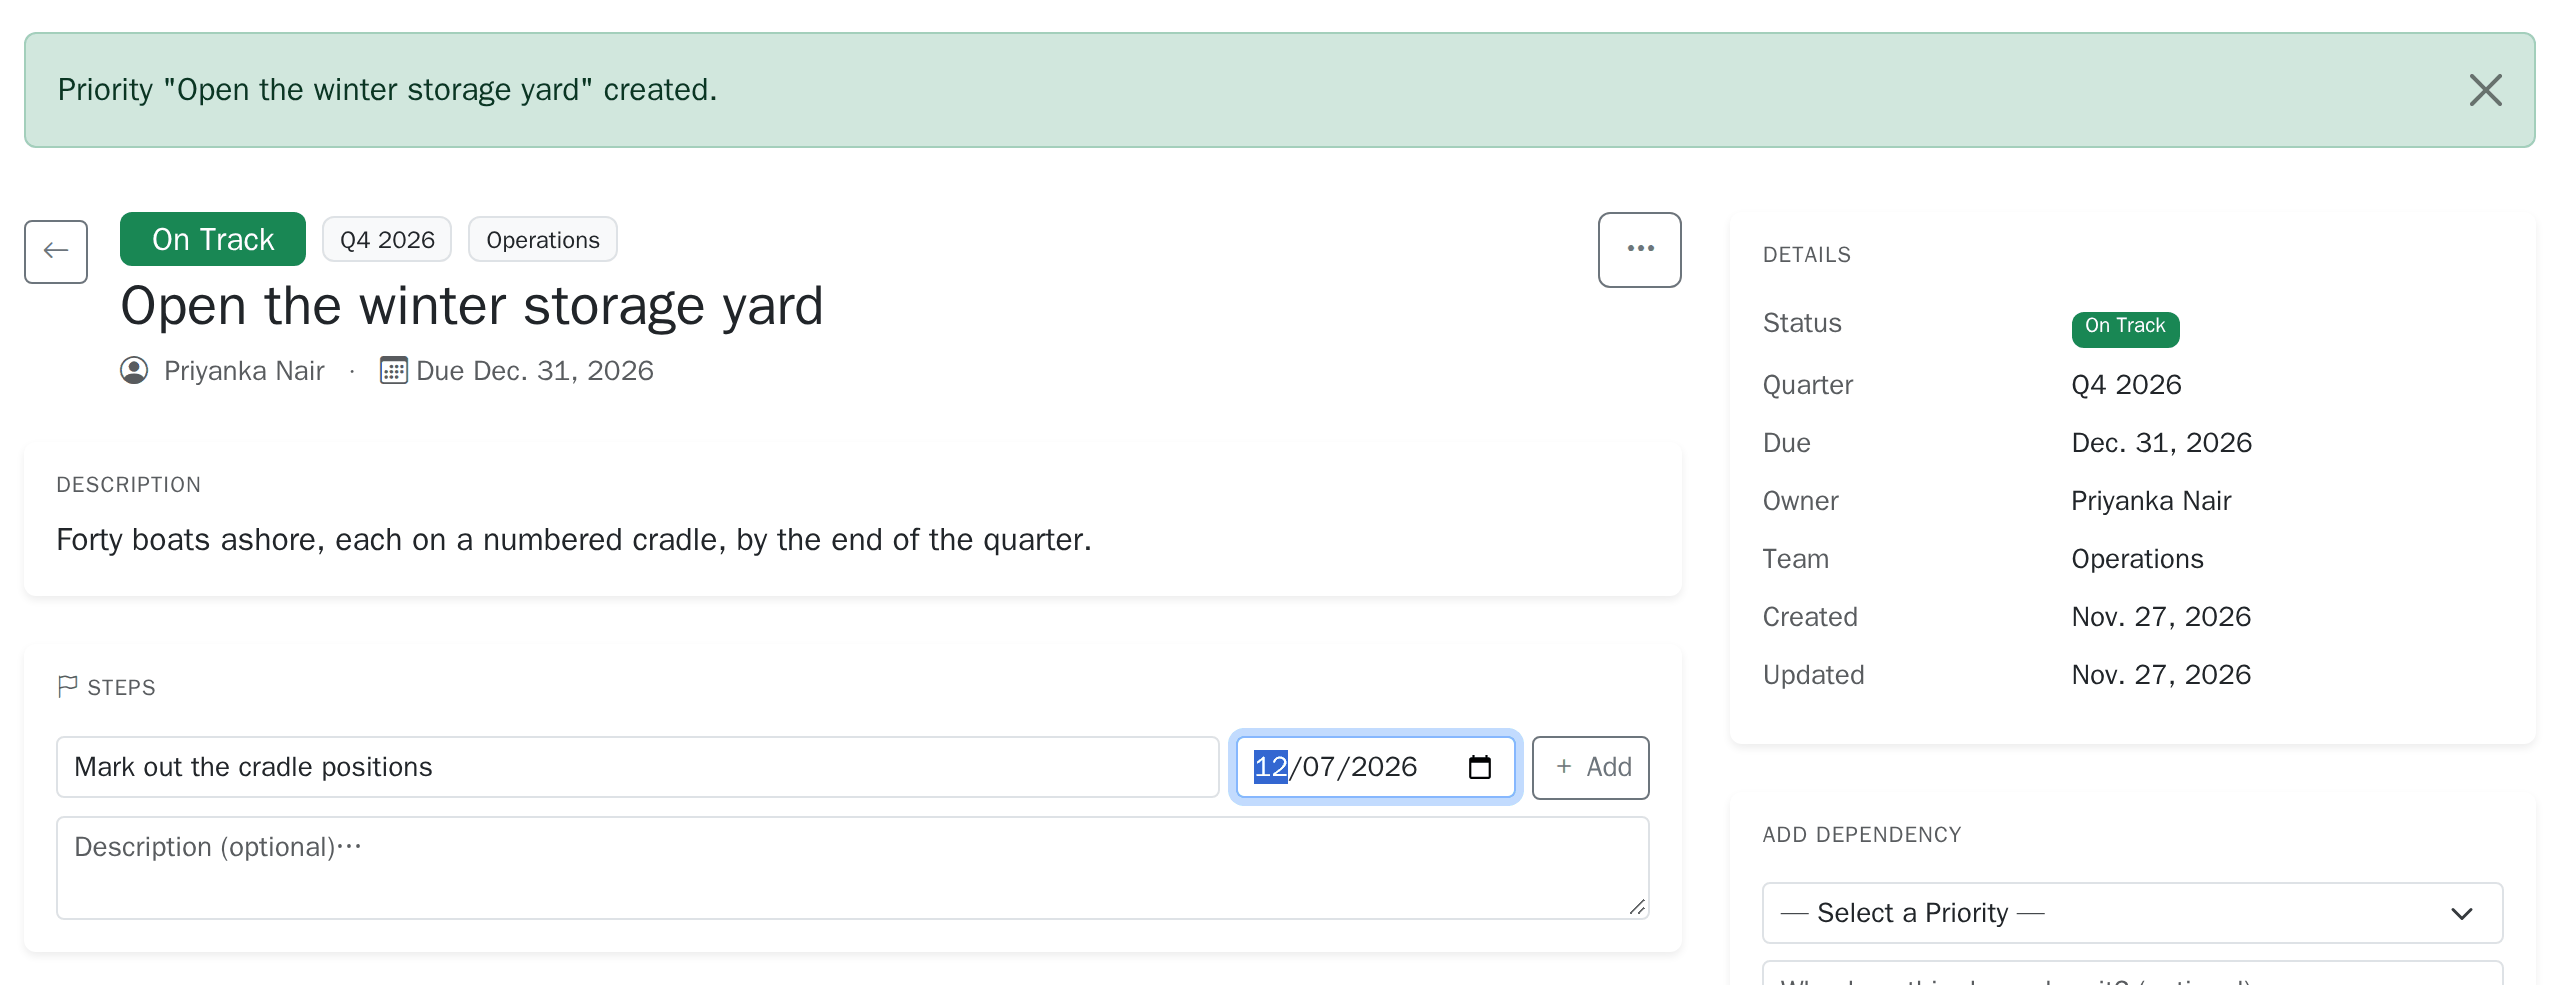 Priority "Open the winter storage yard" created.
On Track
Q4 2026
Operations
Open the winter storage yard
Priyanka Nair · Due Dec. 31, 2026
DESCRIPTION
Forty boats ashore, each on a numbered cradle, by the end of the quarter.
STEPS
Mark out the cradle positions
12/07/2026
+ Add
Description (optional)…
DETAILS
Status On Track
Quarter Q4 2026
Due Dec. 31, 2026
Owner Priyanka Nair
Team Operations
Created Nov. 27, 2026
Updated Nov. 27, 2026
ADD DEPENDENCY
— Select a Priority —